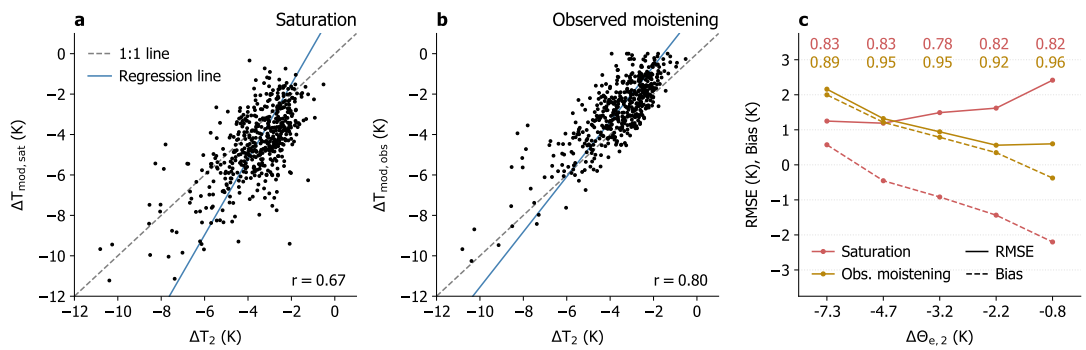 a Saturation
1:1 line
Regression line
0
−2
−4
−6
−8
−10
−12
ΔT_mod, sat (K)
r = 0.67
−12 −10 −8 −6 −4 −2 0
ΔT_2 (K)
b Observed moistening
0
−2
−4
−6
−8
−10
−12
ΔT_mod, obs (K)
r = 0.80
−12 −10 −8 −6 −4 −2 0
ΔT_2 (K)
c
0.83 0.83 0.78 0.82 0.82
0.89 0.95 0.95 0.92 0.96
3
2
1
0
−1
−2
−3
RMSE (K), Bias (K)
Saturation RMSE
Obs. moistening Bias
-7.3 -4.7 -3.2 -2.2 -0.8
ΔΘ_e, 2 (K)